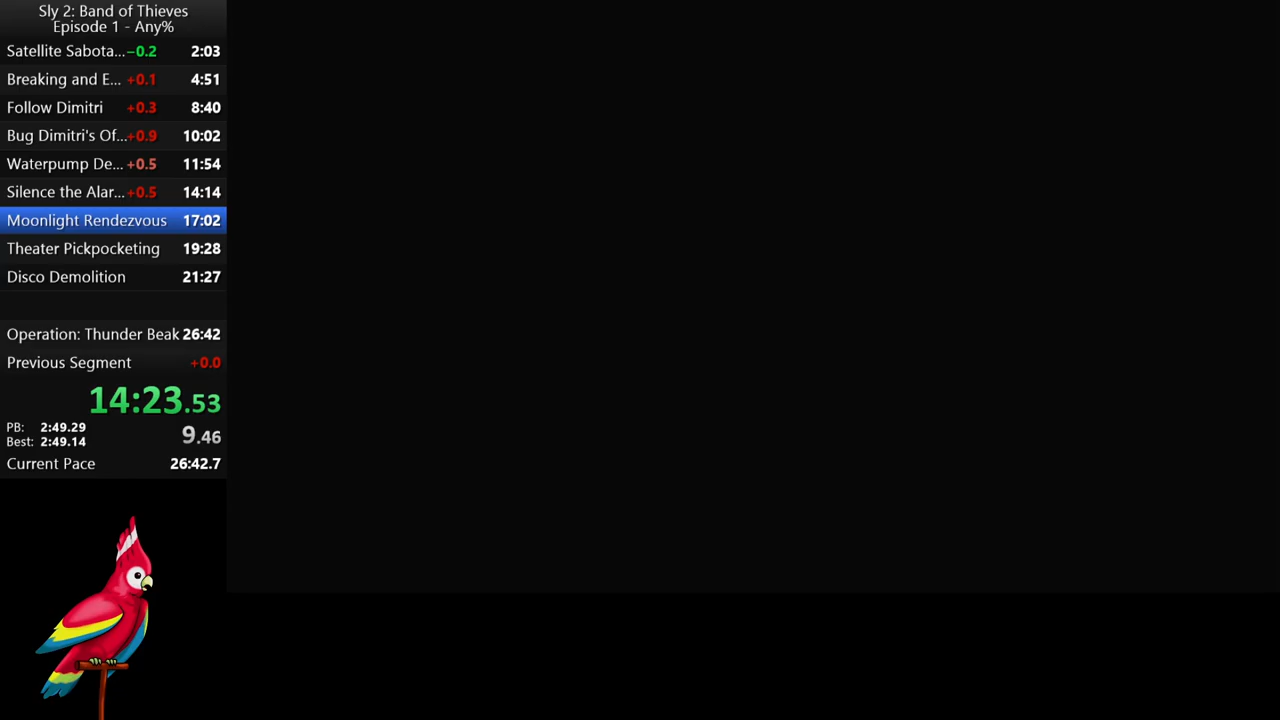 Sly 2: Band of Thieves
Episode 1 - Any%
Satellite Sabota... −0.2 2:03
Breaking and E... +0.1 4:51
Follow Dimitri +0.3 8:40
Bug Dimitri's Of... +0.9 10:02
Waterpump De... +0.5 11:54
Silence the Alar... +0.5 14:14
Moonlight Rendezvous 17:02
Theater Pickpocketing 19:28
Disco Demolition 21:27
Operation: Thunder Beak 26:42
Previous Segment +0.0
14:23.53
PB: 2:49.29
Best: 2:49.14
9.46
Current Pace 26:42.7